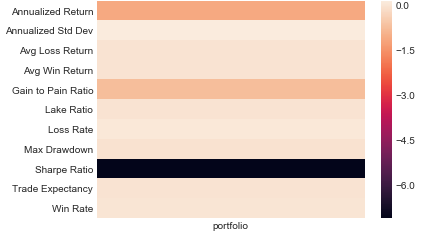 Annualized Return
Annualized Std Dev
Avg Loss Return
Avg Win Return
Gain to Pain Ratio
Lake Ratio
Loss Rate
Max Drawdown
Sharpe Ratio
Trade Expectancy
Win Rate
portfolio
0.0
−1.5
−3.0
−4.5
−6.0